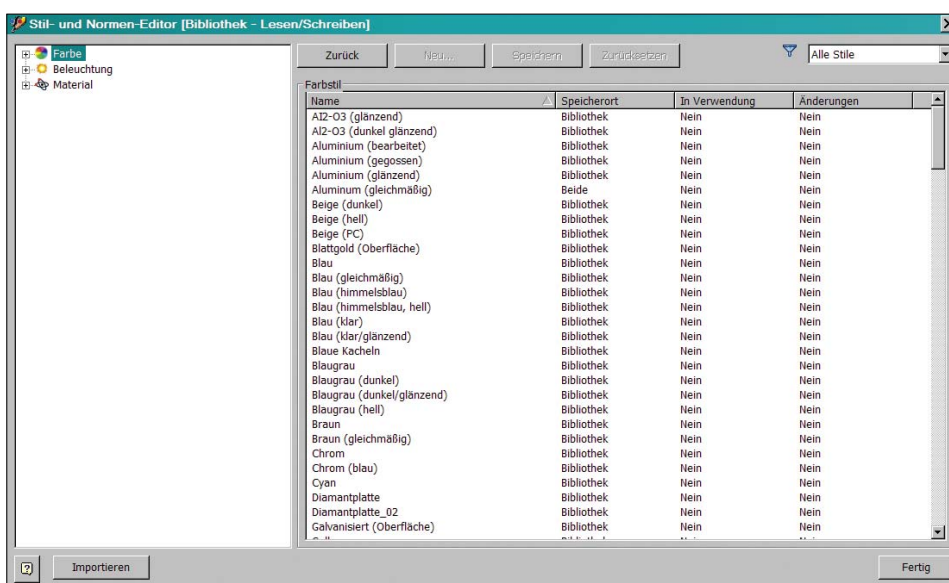 Stil- und Normen-Editor [Bibliothek - Lesen/Schreiben]
Farbe
Beleuchtung
Material
Zurück Neu... Speichern Zurücksetzen Alle Stile
Farbstil
Name Speicherort In Verwendung Änderungen
Al2-O3 (glänzend) Bibliothek Nein Nein
Al2-O3 (dunkel glänzend) Bibliothek Nein Nein
Aluminium (bearbeitet) Bibliothek Nein Nein
Aluminium (gegossen) Bibliothek Nein Nein
Aluminium (glänzend) Bibliothek Nein Nein
Aluminum (gleichmäßig) Beide Nein Nein
Beige (dunkel) Bibliothek Nein Nein
Beige (hell) Bibliothek Nein Nein
Beige (PC) Bibliothek Nein Nein
Blattgold (Oberfläche) Bibliothek Nein Nein
Blau Bibliothek Nein Nein
Blau (gleichmäßig) Bibliothek Nein Nein
Blau (himmelsblau) Bibliothek Nein Nein
Blau (himmelsblau, hell) Bibliothek Nein Nein
Blau (klar) Bibliothek Nein Nein
Blau (klar/glänzend) Bibliothek Nein Nein
Blaue Kacheln Bibliothek Nein Nein
Blaugrau Bibliothek Nein Nein
Blaugrau (dunkel) Bibliothek Nein Nein
Blaugrau (dunkel/glänzend) Bibliothek Nein Nein
Blaugrau (hell) Bibliothek Nein Nein
Braun Bibliothek Nein Nein
Braun (gleichmäßig) Bibliothek Nein Nein
Chrom Bibliothek Nein Nein
Chrom (blau) Bibliothek Nein Nein
Cyan Bibliothek Nein Nein
Diamantplatte Bibliothek Nein Nein
Diamantplatte_02 Bibliothek Nein Nein
Galvanisiert (Oberfläche) Bibliothek Nein Nein
Importieren Fertig